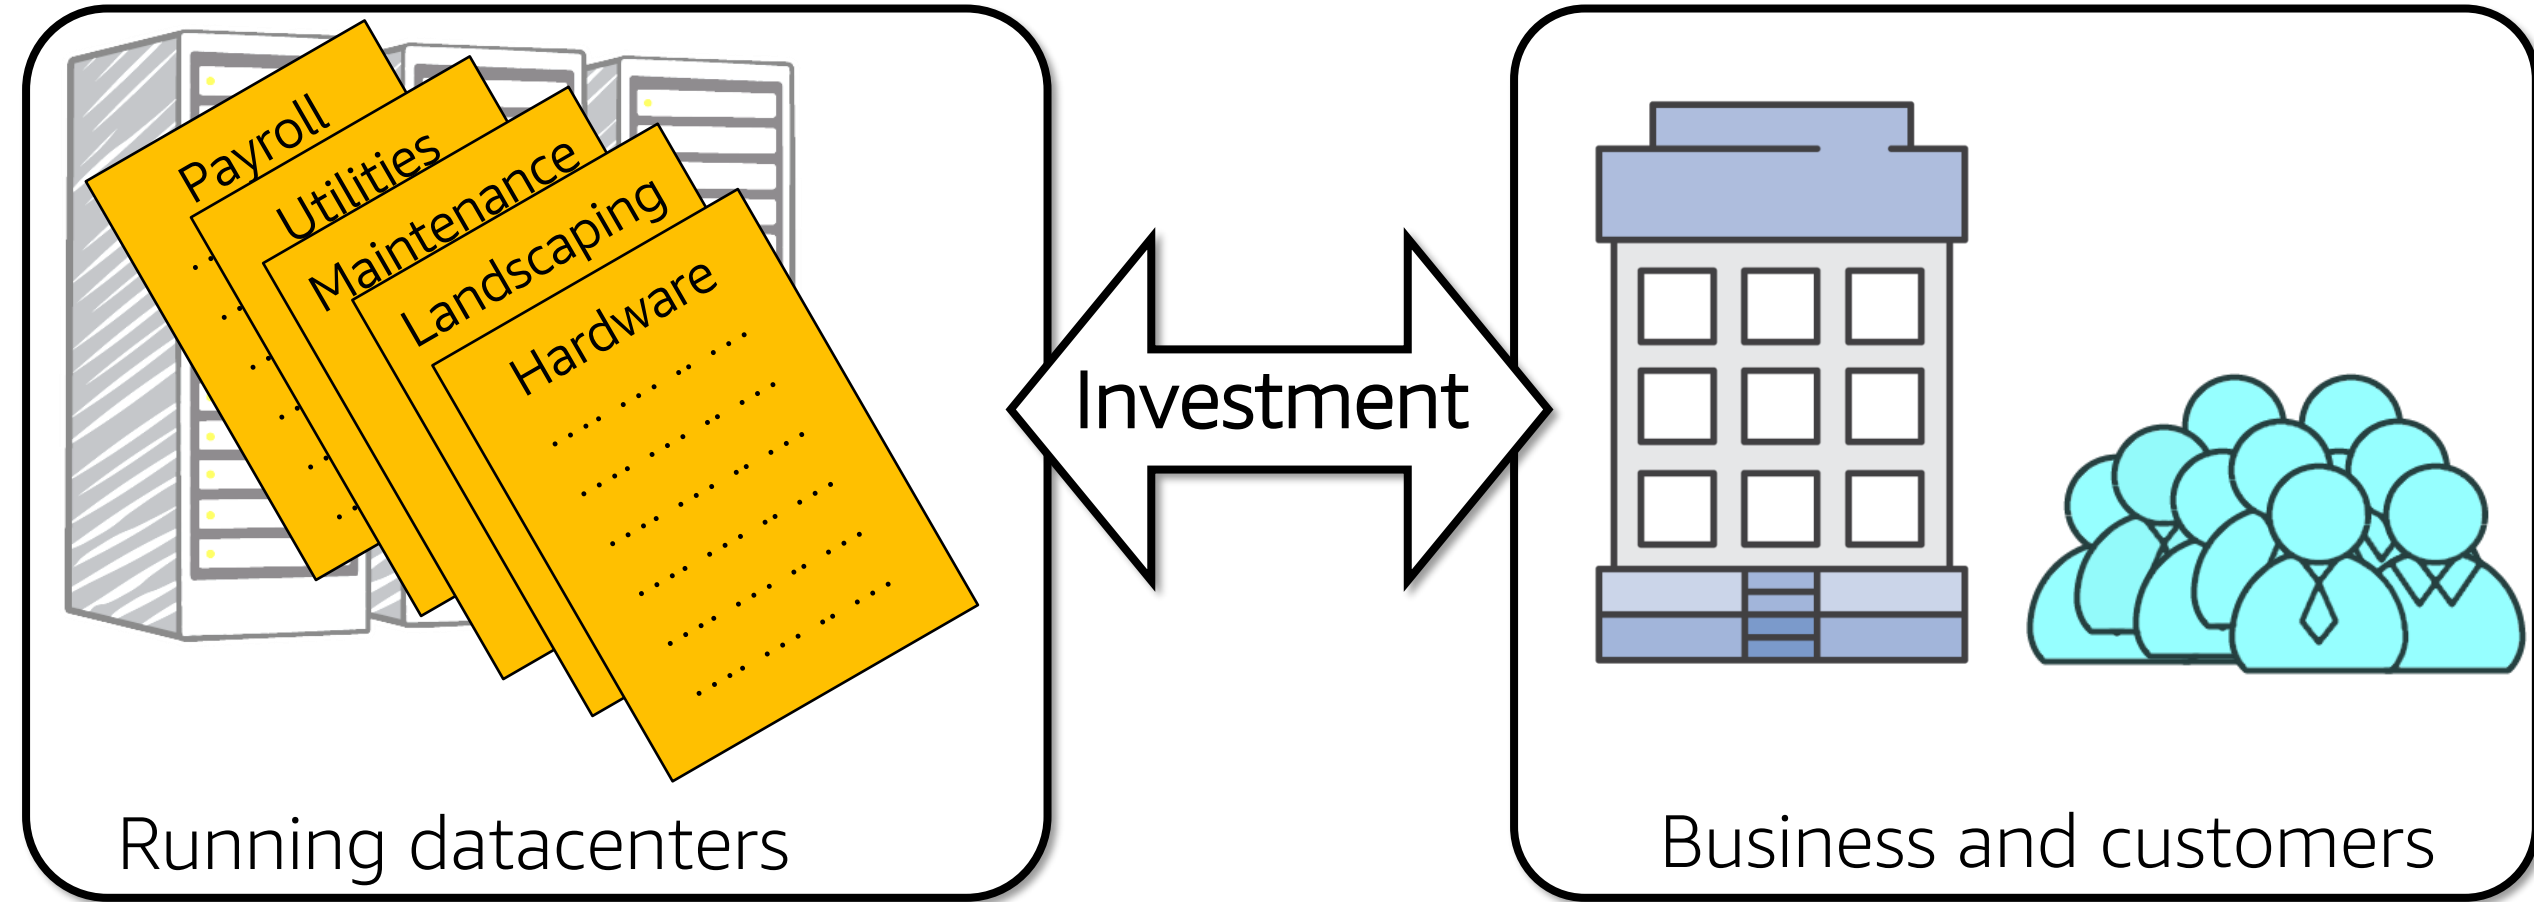 Payroll
Utilities
Maintenance
Landscaping
Hardware
Running datacenters
Investment
Business and customers